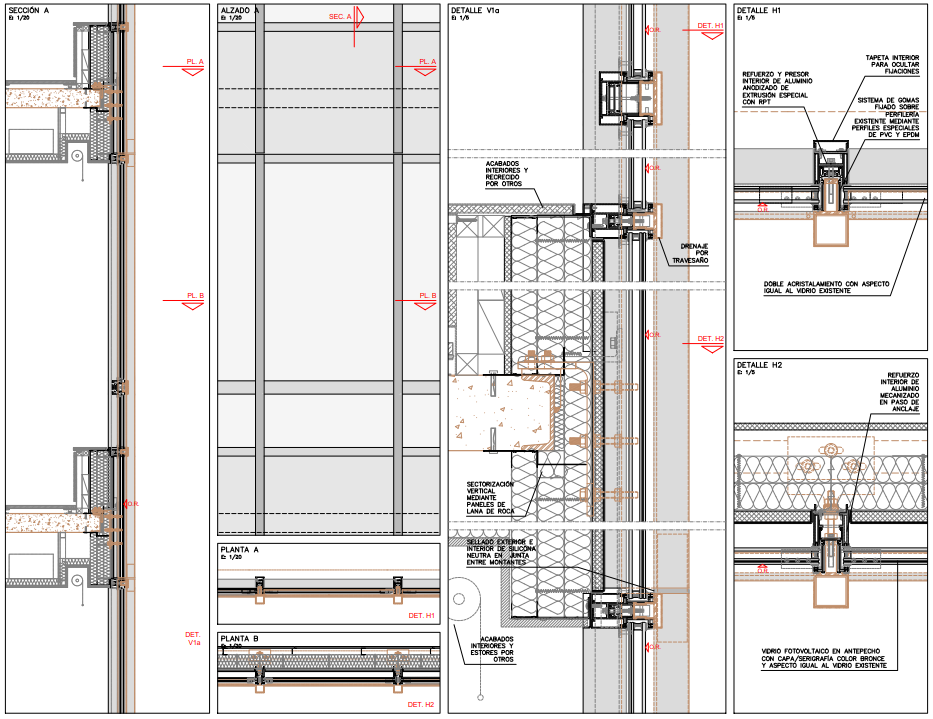 SECCIÓN A
E: 1/20
PL. A
PL. B
D.R.
DET.
V1a
ALZADO A
E: 1/20
SEC. A
PL. A
PL. B
PLANTA A
E: 1/20
DET. H1
PLANTA B
E: 1/20
DET. H2
DETALLE V1a
E: 1/5
D.R.
DET. H1
D.R.
ACABADOS
INTERIORES Y
RECRECIDO
POR OTROS
D.R.
DRENAJE
POR
TRAVESAÑO
D.R.
DET. H2
SECTORIZACIÓN
VERTICAL
MEDIANTE
PANELES DE
LANA DE ROCA
SELLADO EXTERIOR E
INTERIOR DE SILICONA
NEUTRA EN JUNTA
ENTRE MONTANTES
ACABADOS
INTERIORES Y
ESTORES POR
OTROS
D.R.
DETALLE H1
E: 1/5
TAPETA INTERIOR
PARA OCULTAR
FIJACIONES
REFUERZO Y PRESOR
INTERIOR DE ALUMINIO
ANODIZADO DE
EXTRUSIÓN ESPECIAL
CON RPT
SISTEMA DE GOMAS
FIJADO SOBRE
PERFILERÍA
EXISTENTE MEDIANTE
PERFILES ESPECIALES
DE PVC Y EPDM
D.R.
DOBLE ACRISTALAMIENTO CON ASPECTO
IGUAL AL VIDRIO EXISTENTE
DETALLE H2
E: 1/5
REFUERZO
INTERIOR DE
ALUMINIO
MECANIZADO
EN PASO DE
ANCLAJE
D.R.
VIDRIO FOTOVOLTAICO EN ANTEPECHO
CON CAPA/SERIGRAFÍA COLOR BRONCE
Y ASPECTO IGUAL AL VIDRIO EXISTENTE